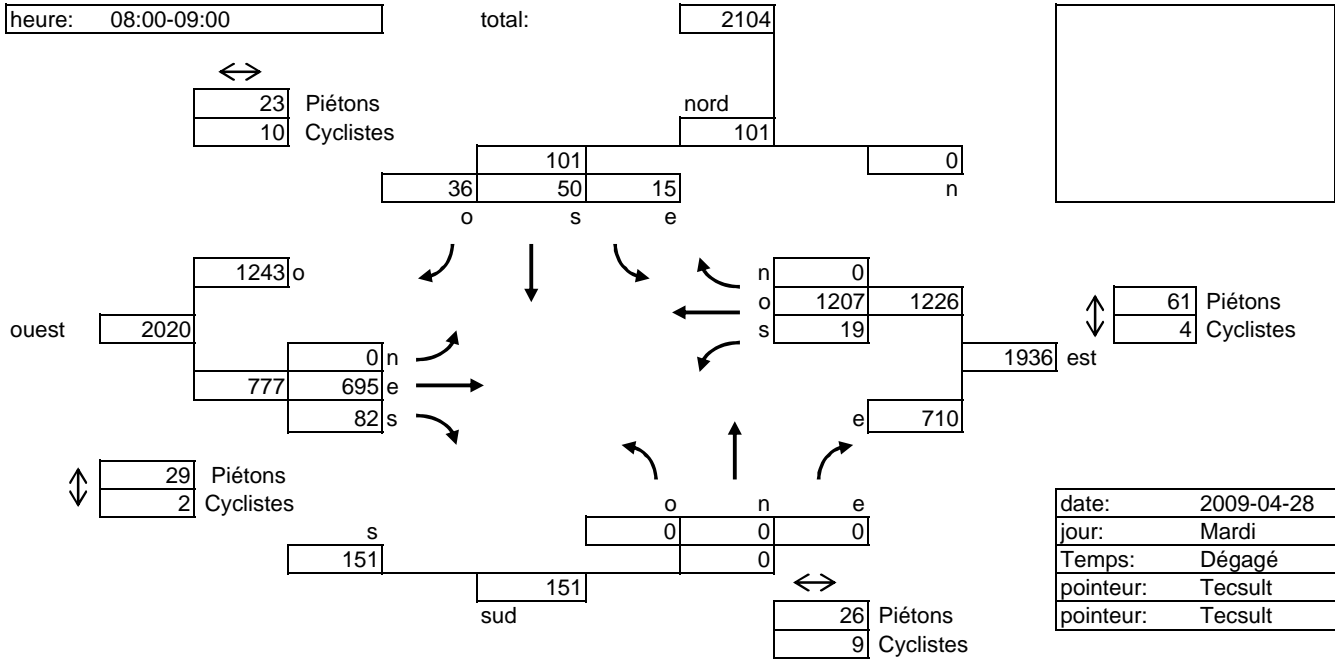 heure: 08:00-09:00 total: 2104
23 Piétons nord
10 Cyclistes 101
101 0
36 50 15 n
o s e
1243 o n 0
o 1207 1226 61 Piétons
ouest 2020 s 19 4 Cyclistes
0 n 1936 est
777 695 e
82 s e 710
29 Piétons
2 Cyclistes o n e date: 2009-04-28
s 0 0 0 jour: Mardi
151 0 Temps: Dégagé
151 pointeur: Tecsult
sud 26 Piétons pointeur: Tecsult
9 Cyclistes